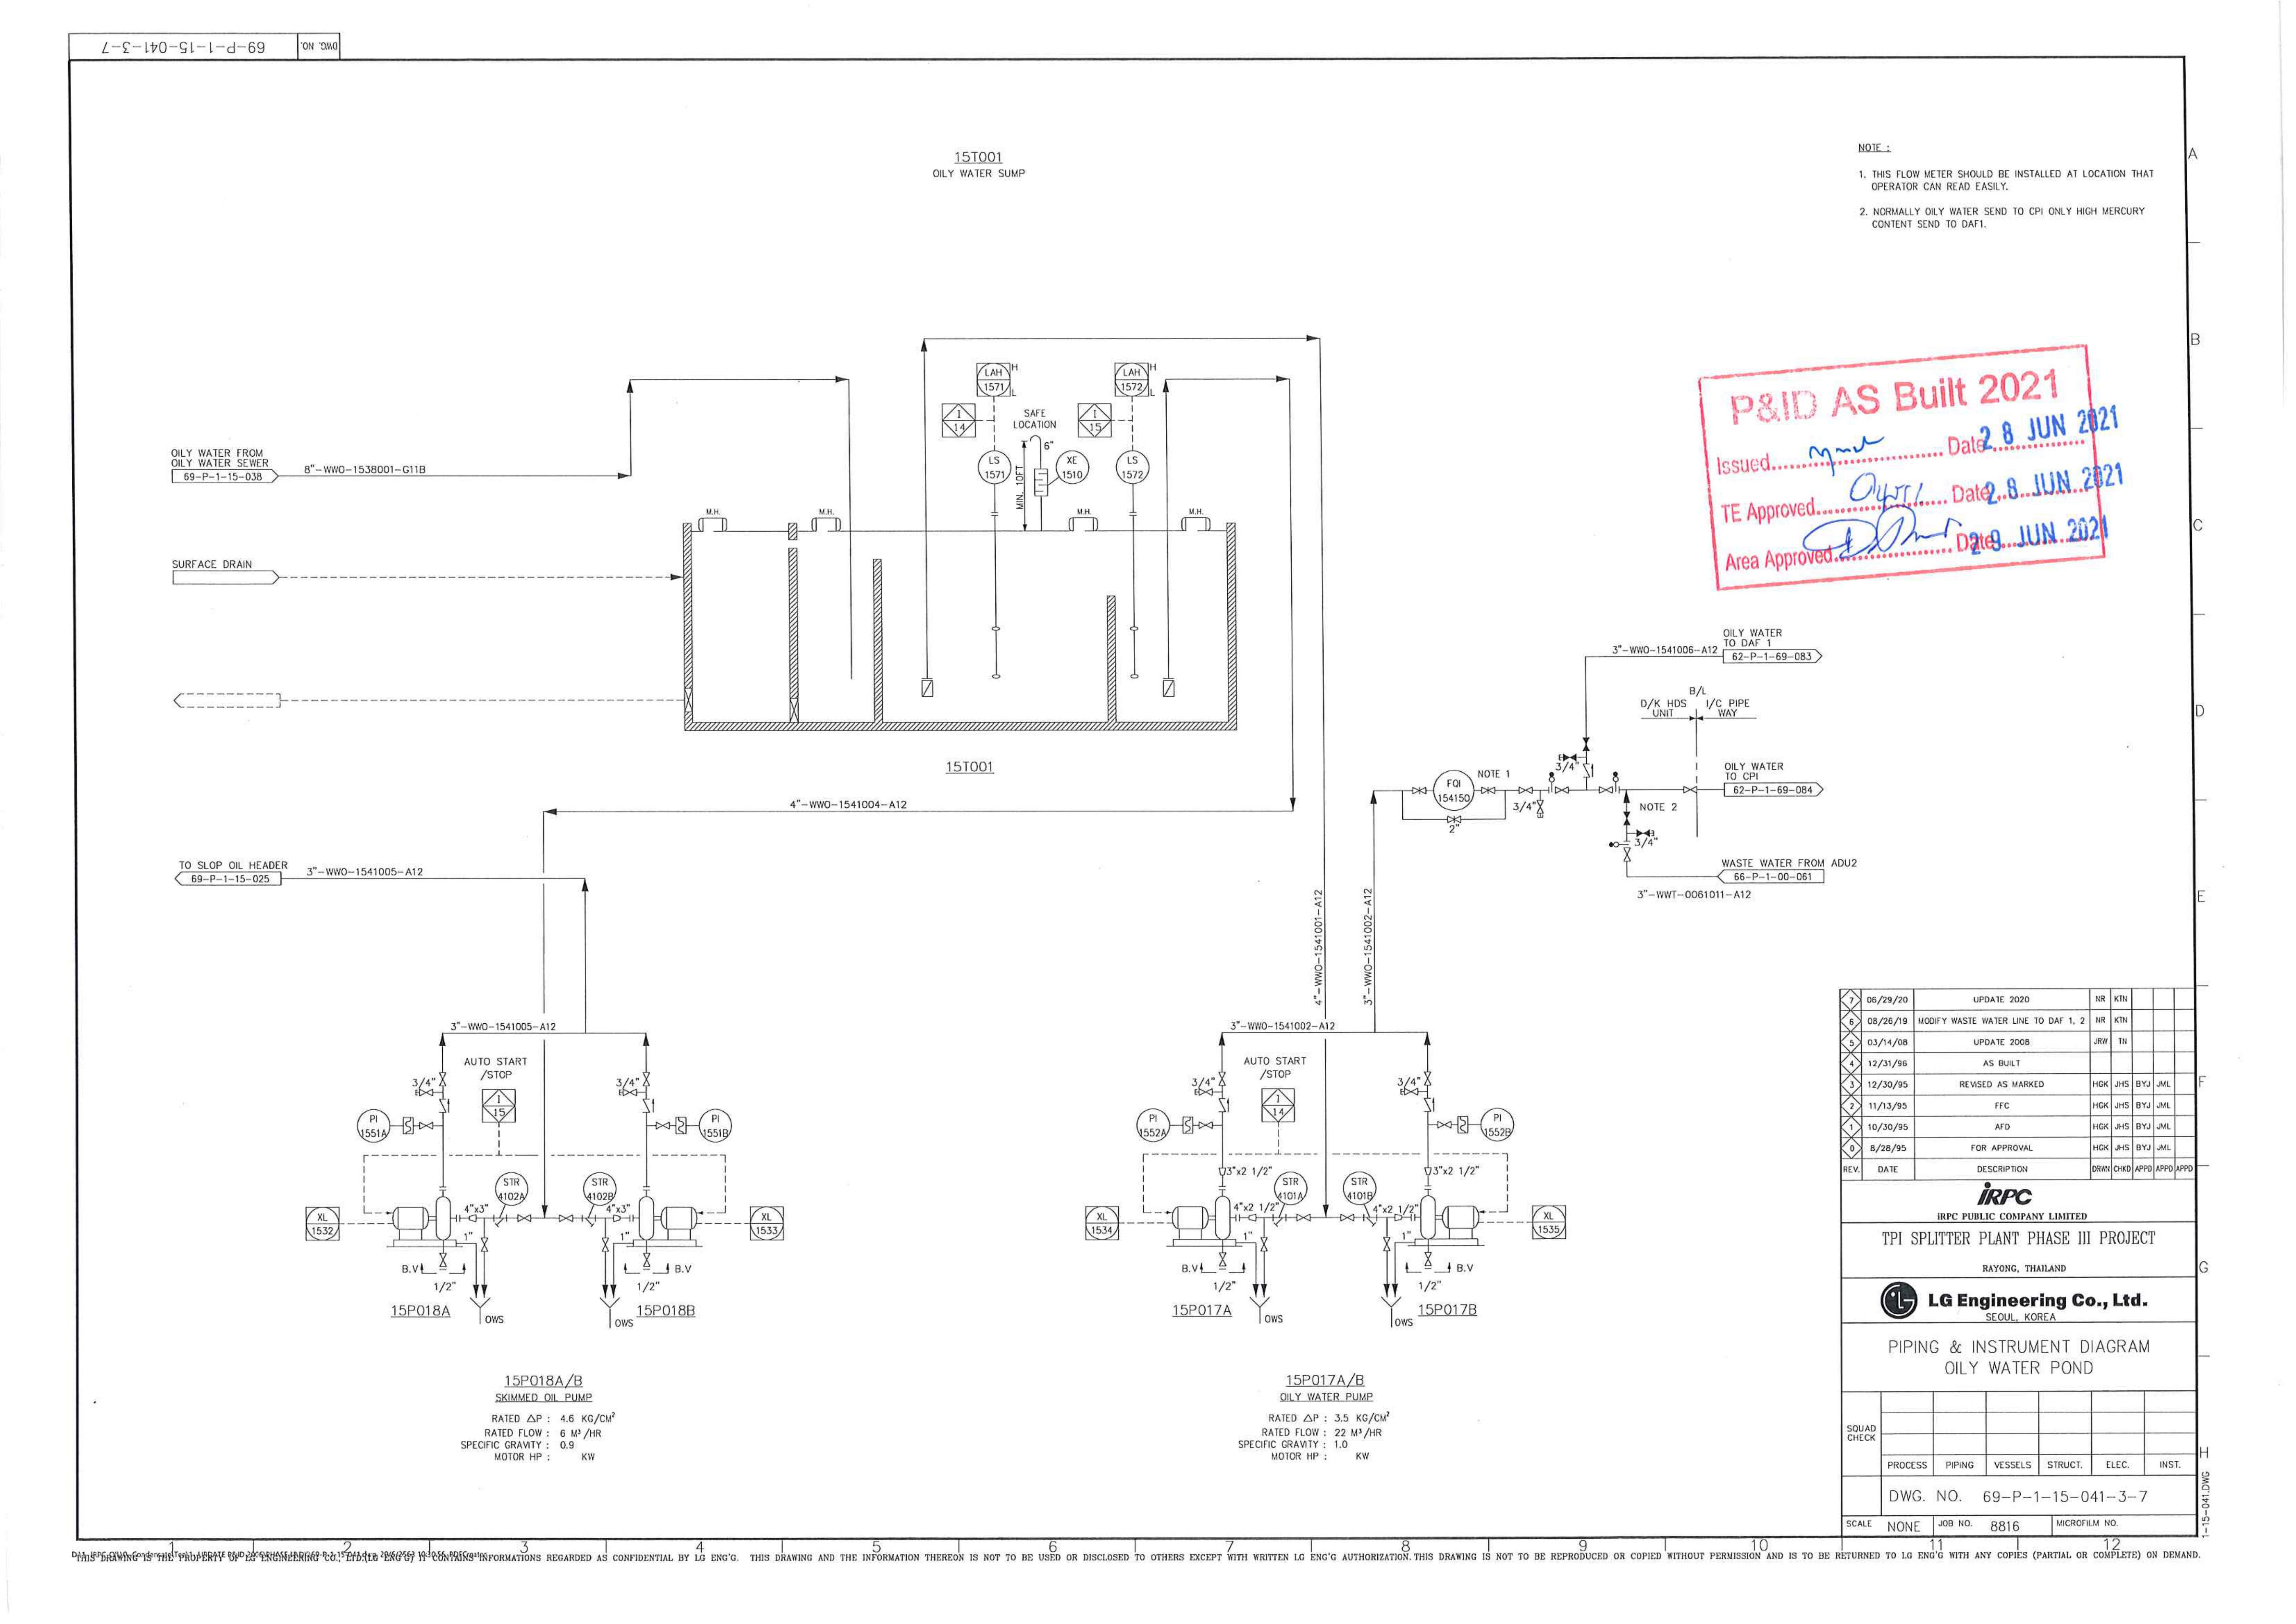 DWG. NO. 69-P-1-15-041-3-7
15T001
OILY WATER SUMP
NOTE :
1. THIS FLOW METER SHOULD BE INSTALLED AT LOCATION THAT
OPERATOR CAN READ EASILY.
2. NORMALLY OILY WATER SEND TO CPI ONLY HIGH MERCURY
CONTENT SEND TO DAF1.
P&ID AS Built 2021
Issued Date 28 JUN 2021
TE Approved Date 28 JUN 2021
Area Approved Date 29 JUN 2021
LAH
1571
H
L
LAH
1572
H
L
I
14
I
15
SAFE
LOCATION
6"
MIN. 10FT
LS
1571
XE
1510
LS
1572
OILY WATER FROM
OILY WATER SEWER
69-P-1-15-038
8"-WWO-1538001-G11B
M.H.
M.H.
M.H.
M.H.
SURFACE DRAIN
15T001
4"-WWO-1541004-A12
TO SLOP OIL HEADER
69-P-1-15-025
3"-WWO-1541005-A12
4"-WWO-1541001-A12
3"-WWO-1541002-A12
OILY WATER
TO DAF 1
3"-WWO-1541006-A12
62-P-1-69-083
B/L
D/K HDS
UNIT
I/C PIPE
WAY
OILY WATER
TO CPI
62-P-1-69-084
FQI
154150
NOTE 1
3/4"
3/4"
2"
NOTE 2
3/4"
WASTE WATER FROM ADU2
66-P-1-00-061
3"-WWT-0061011-A12
3"-WWO-1541005-A12
AUTO START
/STOP
I
15
3/4"
3/4"
PI
1551A
PI
1551B
STR
4102A
STR
4102B
4"x3"
4"x3"
XL
1532
XL
1533
1"
1"
B.V
B.V
1/2"
1/2"
15P018A
15P018B
OWS
OWS
3"-WWO-1541002-A12
AUTO START
/STOP
I
14
3/4"
3/4"
PI
1552A
PI
1552B
3"x2 1/2"
3"x2 1/2"
STR
4101A
STR
4101B
4"x2 1/2"
4"x2 1/2"
XL
1534
XL
1535
1"
1"
B.V
B.V
1/2"
1/2"
15P017A
15P017B
OWS
OWS
15P018A/B
SKIMMED OIL PUMP
RATED △P : 4.6 KG/CM²
RATED FLOW : 6 M³/HR
SPECIFIC GRAVITY : 0.9
MOTOR HP : KW
15P017A/B
OILY WATER PUMP
RATED △P : 3.5 KG/CM²
RATED FLOW : 22 M³/HR
SPECIFIC GRAVITY : 1.0
MOTOR HP : KW
7 06/29/20 UPDATE 2020 NR KTN
6 08/26/19 MODIFY WASTE WATER LINE TO DAF 1, 2 NR KTN
5 03/14/08 UPDATE 2008 JRW TN
4 12/31/96 AS BUILT
3 12/30/95 REVISED AS MARKED HGK JHS BYJ JML
2 11/13/95 FFC HGK JHS BYJ JML
1 10/30/95 AFD HGK JHS BYJ JML
0 8/28/95 FOR APPROVAL HGK JHS BYJ JML
REV. DATE DESCRIPTION DRWN CHKD APPD APPD APPD
iRPC
iRPC PUBLIC COMPANY LIMITED
TPI SPLITTER PLANT PHASE III PROJECT
RAYONG, THAILAND
LG Engineering Co., Ltd.
SEOUL, KOREA
PIPING & INSTRUMENT DIAGRAM
OILY WATER POND
SQUAD
CHECK
PROCESS PIPING VESSELS STRUCT. ELEC. INST.
DWG. NO. 69-P-1-15-041-3-7
SCALE NONE JOB NO. 8816 MICROFILM NO.
1-15-041.DWG
A
B
C
D
E
F
G
H
1 2 3 4 5 6 7 8 9 10 11 12
THIS DRAWING IS THE PROPERTY OF LG ENGINEERING CO., LTD.(LG ENG'G) IT CONTAINS INFORMATIONS REGARDED AS CONFIDENTIAL BY LG ENG'G. THIS DRAWING AND THE INFORMATION THEREON IS NOT TO BE USED OR DISCLOSED TO OTHERS EXCEPT WITH WRITTEN LG ENG'G AUTHORIZATION. THIS DRAWING IS NOT TO BE REPRODUCED OR COPIED WITHOUT PERMISSION AND IS TO BE RETURNED TO LG ENG'G WITH ANY COPIES (PARTIAL OR COMPLETE) ON DEMAND.